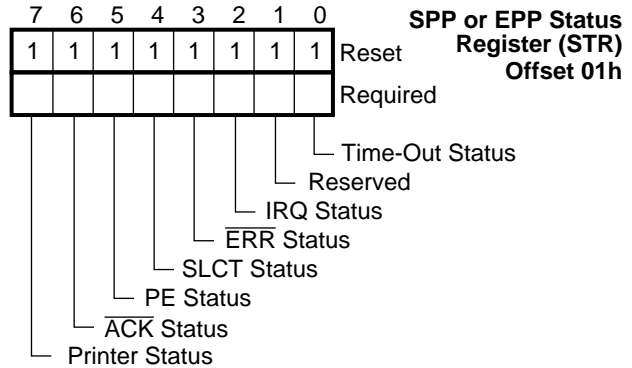 7 6 5 4 3 2 1 0
SPP or EPP Status
Register (STR)
Offset 01h
1 1 1 1 1 1 1 1 Reset
Required
Time-Out Status
Reserved
IRQ Status
E̅R̅R̅ Status
SLCT Status
PE Status
A̅C̅K̅ Status
Printer Status